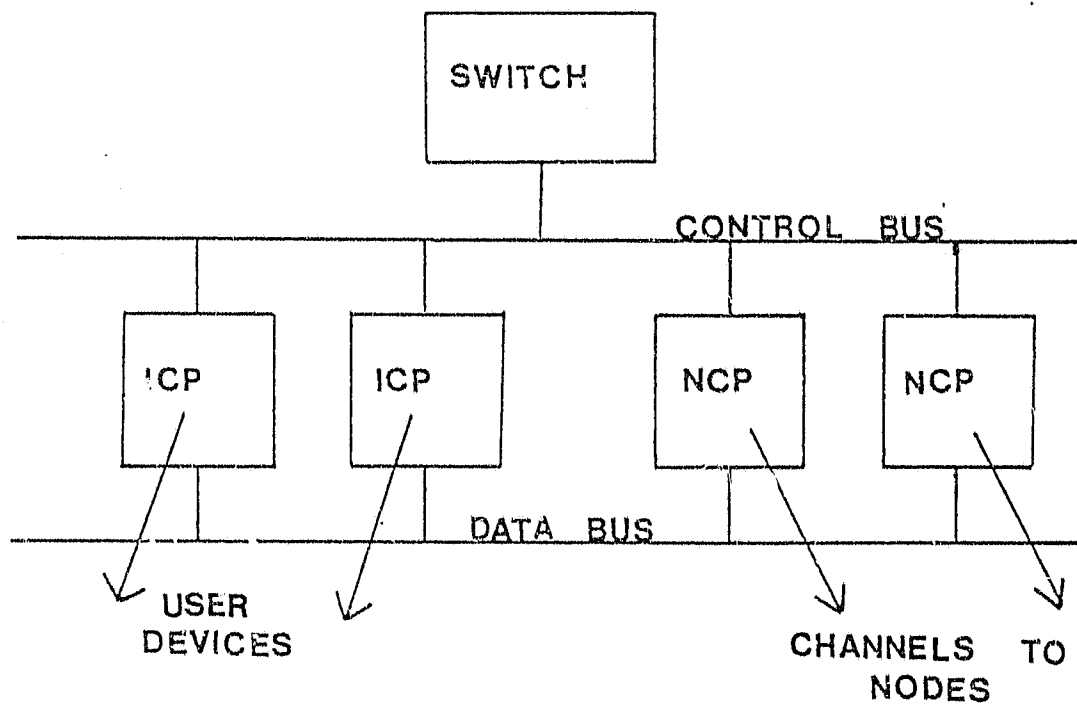 SWITCH
CONTROL BUS
ICP
ICP
NCP
NCP
DATA BUS
USER
DEVICES
CHANNELS TO
NODES